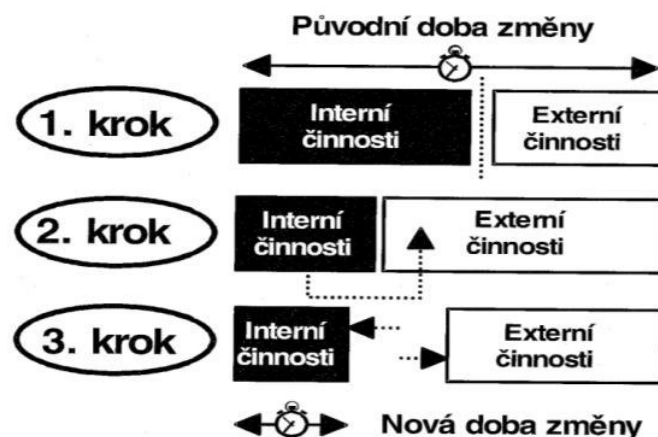 Původní doba změny
1. krok
Interní
činnosti
Externí
činnosti
2. krok
Interní
činnosti
Externí
činnosti
3. krok
Interní
činnosti
Externí
činnosti
Nová doba změny